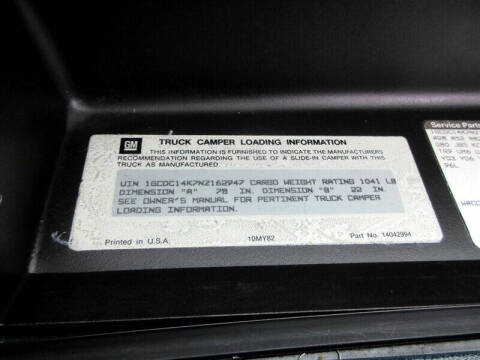 GM
TRUCK CAMPER LOADING INFORMATION
THIS INFORMATION IS FURNISHED TO INDICATE THE MANUFACTURERS
RECOMMENDATION REGARDING THE USE OF A SLIDE-IN CAMPER WITH THIS
TRUCK AS MANUFACTURED.
CARGO WEIGHT RATING 1041 LB
DIMENSION "A" 78 IN. DIMENSION "B" 22 IN
SEE OWNER'S MANUAL FOR PERTINENT TRUCK CAMPER
LOADING INFORMATION.
Printed in U.S.A.
10MY82
Part No. 14042994
Service Parts